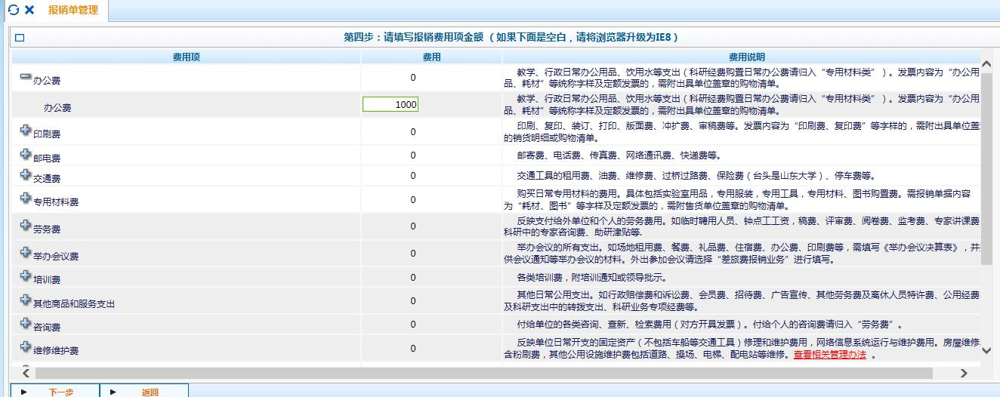 报销单管理
第四步：请填写报销费用项金额 （如果下面是空白，请将浏览器升级为IE8）
费用项 费用 费用说明
办公费 0 教学、行政日常办公用品、饮用水等支出（科研经费购置日常办公费请归入“专用材料类”）。发票内容为“办公用
品、耗材”等统称字样及定额发票的，需附出具单位盖章的购物清单。
办公费 1000 教学、行政日常办公用品、饮用水等支出（科研经费购置日常办公费请归入“专用材料类”）。发票内容为“办公用
品、耗材”等统称字样及定额发票的，需附出具单位盖章的购物清单。
印刷费 0 印刷、复印、装订、打印、版面费、冲扩费、审稿费等。发票内容为“印刷费、复印费”等字样的，需附出具单位盖
的销货明细或购物清单。
邮电费 0 邮寄费、电话费、传真费、网络通讯费、快递费等。
交通费 0 交通工具的租用费、油费、维修费、过桥过路费、保险费（台头是山东大学）、停车费等。
专用材料费 0 购买日常专用材料的费用。具体包括实验室用品，专用服装，专用工具，专用材料、图书购置费。需报销单据内容
为“耗材、图书”等字样及定额发票的，需附售货单位盖章的购物清单。
劳务费 0 反映支付给外单位和个人的劳务费用。如临时聘用人员、钟点工工资，稿费、评审费、阅卷费、监考费、专家讲课费
科研中的专家咨询费、助研津贴等.
举办会议费 0 举办会议的所有支出。如场地租用费、餐费、礼品费、住宿费、办公费、印刷费等，需填写《举办会议决算表》，并
供会议通知等举办会议的材料。外出参加会议请选择“差旅费报销业务”进行填写。
培训费 0 各类培训费，附培训通知或领导批示。
其他商品和服务支出 0 其他日常公用支出。如行政赔偿费和诉讼费、会员费、招待费、广告宣传、其他劳务费及离休人员特许费、公用经费
及科研支出中的转拨支出、科研业务专项经费等。
咨询费 0 付给单位的各类咨询、查新、检索费用（对方开具发票）。付给个人的咨询费请归入“劳务费”。
维修维护费 0 反映单位日常开支的固定资产（不包括车船等交通工具）修理和维护费用，网络信息系统运行与维护费用。房屋维修
含粉刷费，其他公用设施维护费包括道路、操场、电梯、配电站等维修。查看相关管理办法 。
下一步 返回